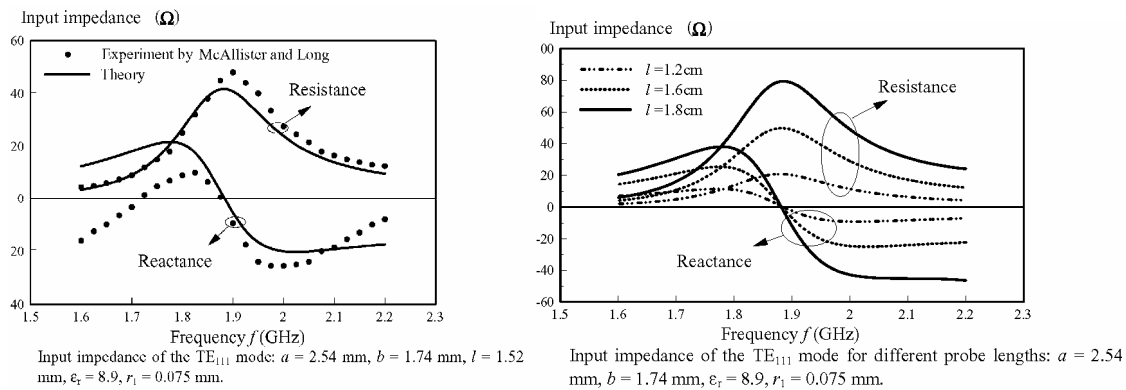 Input impedance (Ω)
60
40
20
0
20
40
1.5 1.6 1.7 1.8 1.9 2.0 2.1 2.2 2.3
Experiment by McAllister and Long
Theory
Resistance
Reactance
Frequency f (GHz)
Input impedance of the TE₁₁₁ mode: a = 2.54 mm, b = 1.74 mm, l = 1.52
mm, εr = 8.9, r₁ = 0.075 mm.
Input impedance (Ω)
00
80
60
40
20
0
-20
-40
-60
1.5 1.6 1.7 1.8 1.9 2.0 2.1 2.2 2.3
l =1.2cm
l =1.6cm
l =1.8cm
Resistance
Reactance
Frequency f (GHz)
Input impedance of the TE₁₁₁ mode for different probe lengths: a = 2.54
mm, b = 1.74 mm, εr = 8.9, r₁ = 0.075 mm.